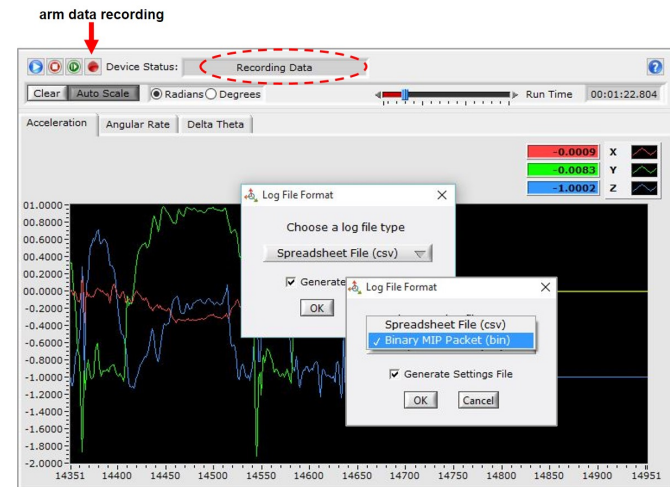 arm data recording
Device Status:
Recording Data
Clear
Auto Scale
Radians
Degrees
Run Time
00:01:22.804
Acceleration
Angular Rate
Delta Theta
-0.0009 X
-0.0083 Y
-1.0002 Z
Log File Format
Choose a log file type
Spreadsheet File (csv)
Generate
OK
Log File Format
Spreadsheet File (csv)
Binary MIP Packet (bin)
Generate Settings File
OK
Cancel
01.0000
00.8000
00.6000
00.4000
00.2000
00.0000
-0.2000
-0.4000
-0.6000
-0.8000
-1.0000
-1.2000
-1.4000
-1.6000
-1.8000
-2.0000
14351 14400 14450 14500 14550 14600 14650 14700 14750 14800 14850 14900 14951